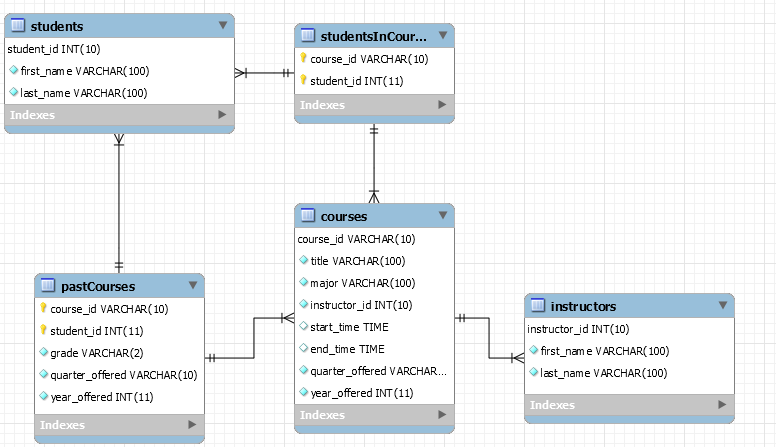 students
student_id INT(10)
first_name VARCHAR(100)
last_name VARCHAR(100)
Indexes
studentsInCour...
course_id VARCHAR(10)
student_id INT(11)
Indexes
courses
course_id VARCHAR(10)
title VARCHAR(100)
major VARCHAR(100)
instructor_id INT(10)
start_time TIME
end_time TIME
quarter_offered VARCHAR...
year_offered INT(11)
Indexes
pastCourses
course_id VARCHAR(10)
student_id INT(11)
grade VARCHAR(2)
quarter_offered VARCHAR(10)
year_offered INT(11)
Indexes
instructors
instructor_id INT(10)
first_name VARCHAR(100)
last_name VARCHAR(100)
Indexes